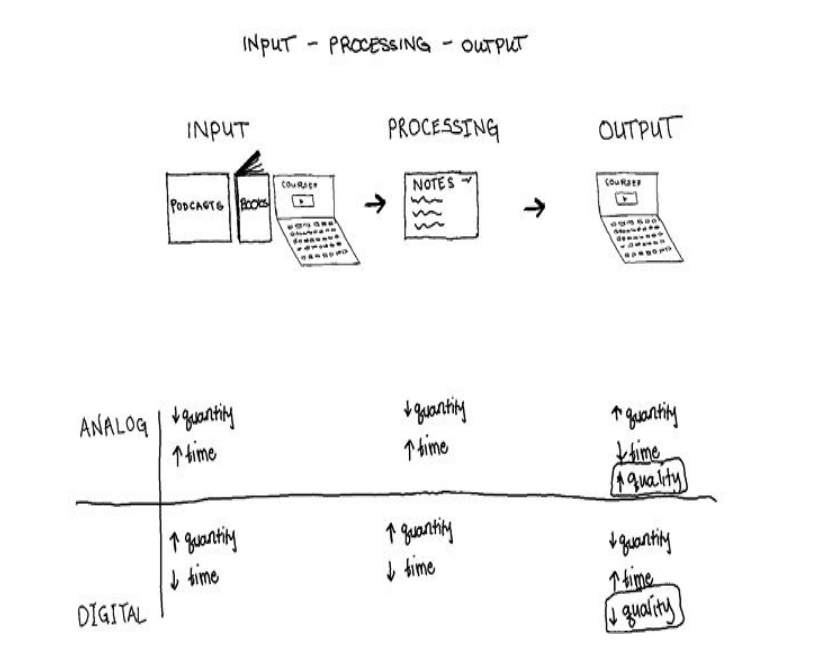 INPUT - PROCESSING - OUTPUT
INPUT PROCESSING OUTPUT
PODCASTS BOOKS COURSES NOTES COURSES
ANALOG ↓ quantity ↓ quantity ↑ quantity
↑ time ↑ time ↓ time
↑ quality
↑ quantity ↑ quantity ↓ quantity
↓ time ↓ time ↑ time
DIGITAL ↓ quality